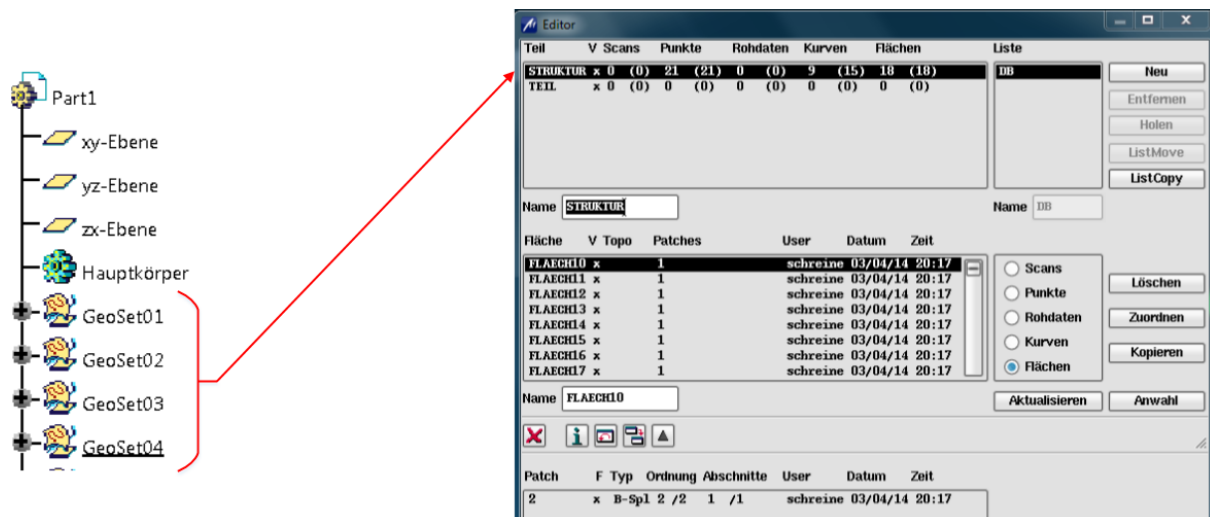 Part1
xy-Ebene
yz-Ebene
zx-Ebene
Hauptkörper
GeoSet01
GeoSet02
GeoSet03
GeoSet04
Editor
Teil V Scans Punkte Rohdaten Kurven Flächen Liste
STRUKTUR x 0 (0) 21 (21) 0 (0) 9 (15) 18 (18) DB Neu
TEIL x 0 (0) 0 (0) 0 (0) 0 (0) 0 (0)
Entfernen
Holen
ListMove
ListCopy
Name STRUKTUR Name DB
Fläche V Topo Patches User Datum Zeit
FLAECH10 x 1 schreine 03/04/14 20:17 Scans
FLAECH11 x 1 schreine 03/04/14 20:17 Löschen
FLAECH12 x 1 schreine 03/04/14 20:17 Punkte
FLAECH13 x 1 schreine 03/04/14 20:17
FLAECH14 x 1 schreine 03/04/14 20:17 Rohdaten Zuordnen
FLAECH15 x 1 schreine 03/04/14 20:17 Kurven
FLAECH16 x 1 schreine 03/04/14 20:17 Kopieren
FLAECH17 x 1 schreine 03/04/14 20:17 Flächen
Name FLAECH10 Aktualisieren Anwahl
Patch F Typ Ordnung Abschnitte User Datum Zeit
2 x B-Spl 2 /2 1 /1 schreine 03/04/14 20:17